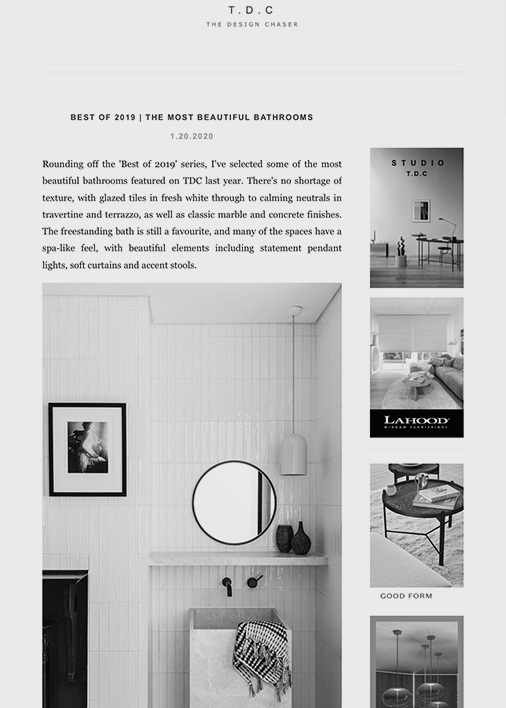 T.D.C
THE DESIGN CHASER
BEST OF 2019 | THE MOST BEAUTIFUL BATHROOMS
1.20.2020
Rounding off the 'Best of 2019' series, I've selected some of the most
beautiful bathrooms featured on TDC last year. There's no shortage of
texture, with glazed tiles in fresh white through to calming neutrals in
travertine and terrazzo, as well as classic marble and concrete finishes.
The freestanding bath is still a favourite, and many of the spaces have a
spa-like feel, with beautiful elements including statement pendant
lights, soft curtains and accent stools.
STUDIO
T.D.C
LAHOOD
WINDOW FURNISHINGS
GOOD FORM